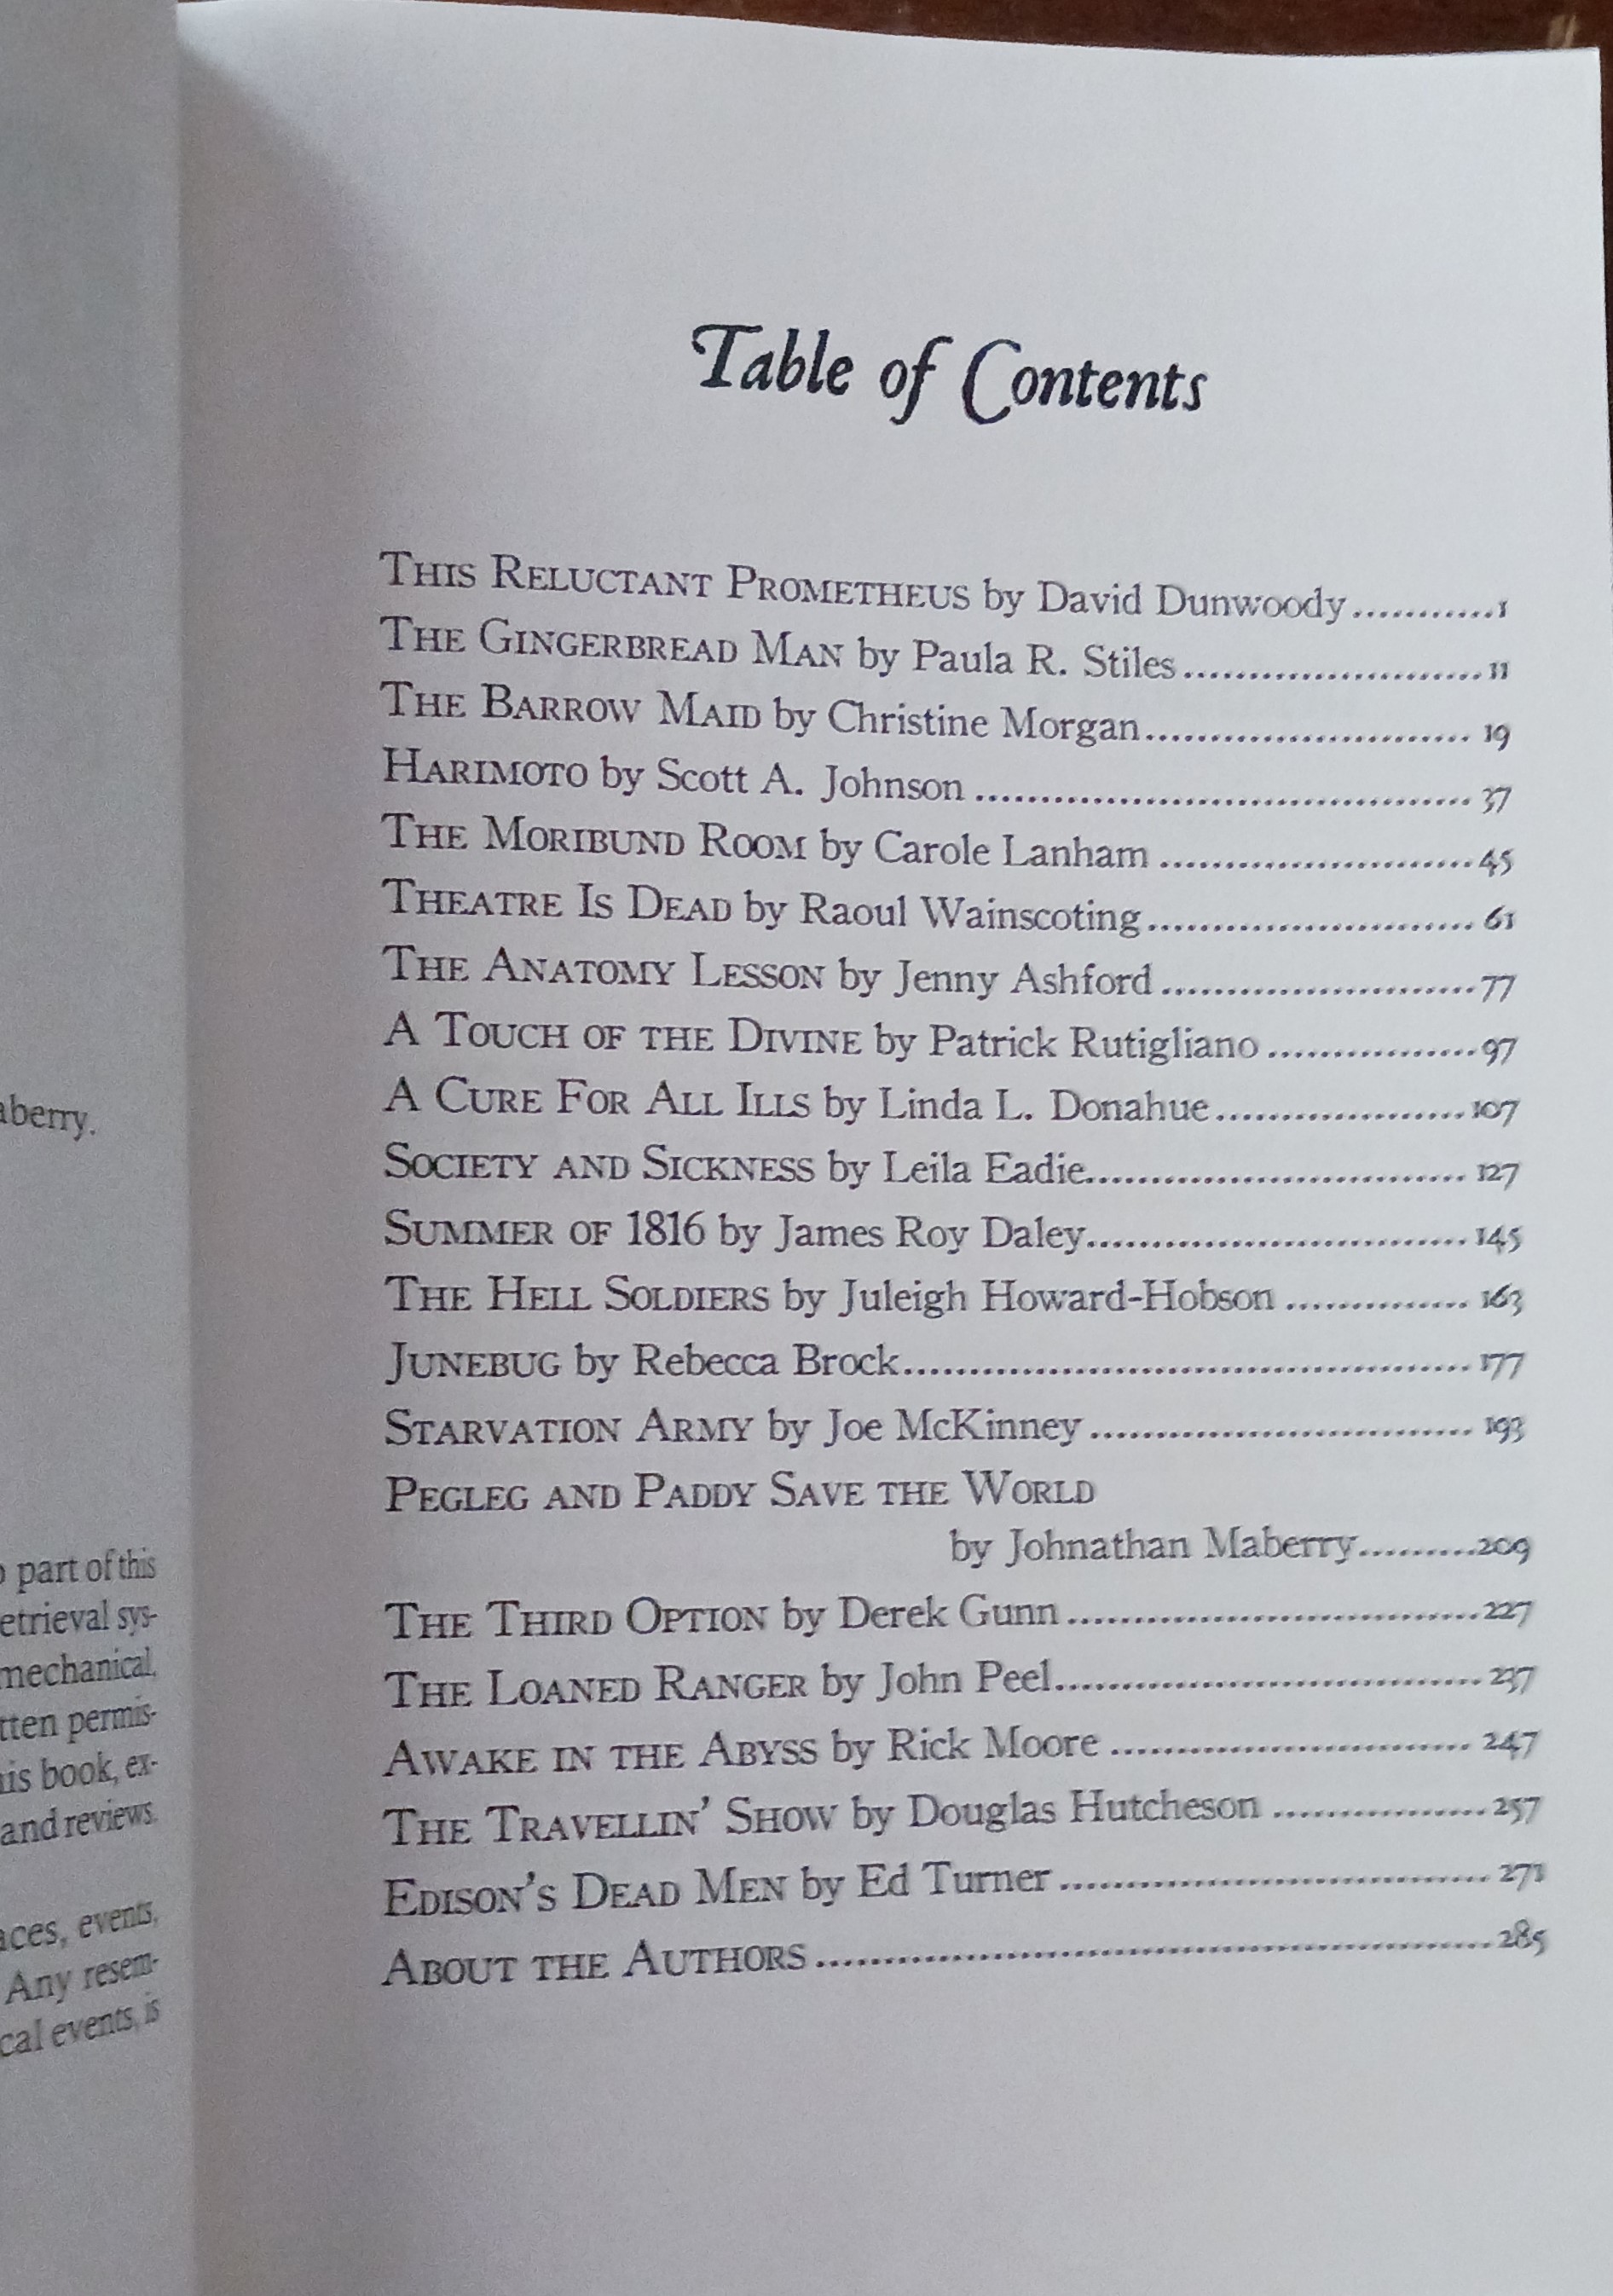 aberry.
part of this
etrieval sys-
mechanical,
tten permis-
is book, ex-
and reviews.
aces, events,
Any resem-
cal events, is
Table of Contents
THIS RELUCTANT PROMETHEUS by David Dunwoody...........1
THE GINGERBREAD MAN by Paula R. Stiles.......................11
THE BARROW MAID by Christine Morgan......................... 19
HARIMOTO by Scott A. Johnson ...................................... 37
THE MORIBUND ROOM by Carole Lanham ........................45
THEATRE IS DEAD by Raoul Wainscoting......................... 61
THE ANATOMY LESSON by Jenny Ashford ........................77
A TOUCH OF THE DIVINE by Patrick Rutigliano ................97
A CURE FOR ALL ILLS by Linda L. Donahue...................107
SOCIETY AND SICKNESS by Leila Eadie............................. 127
SUMMER OF 1816 by James Roy Daley............................. 145
THE HELL SOLDIERS by Juleigh Howard-Hobson .............. 163
JUNEBUG by Rebecca Brock........................................... 177
STARVATION ARMY by Joe McKinney ............................. 193
PEGLEG AND PADDY SAVE THE WORLD
by Johnathan Maberry.........209
THE THIRD OPTION by Derek Gunn ...............................227
THE LOANED RANGER by John Peel................................ 237
AWAKE IN THE ABYSS by Rick Moore ........................... 247
THE TRAVELLIN' SHOW by Douglas Hutcheson ................257
EDISON'S DEAD MEN by Ed Turner ................................ 271
ABOUT THE AUTHORS...................................................285